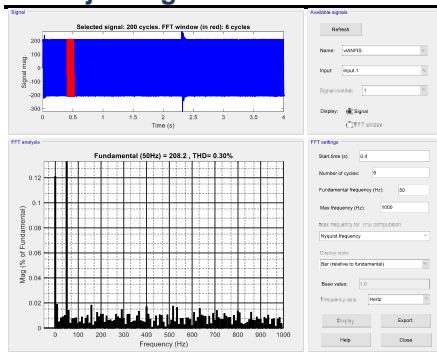 Signal
Selected signal: 200 cycles. FFT window (in red): 6 cycles
Signal mag.
200
100
0
-100
-200
-300
0 0.5 1 1.5 2 2.5 3 3.5 4
Time (s)
FFT analysis
Fundamental (50Hz) = 208.2 , THD= 0.30%
Mag (% of Fundamental)
0.12
0.1
0.08
0.06
0.04
0.02
0
0 100 200 300 400 500 600 700 800 900 1000
Frequency (Hz)
Available signals
Refresh
Name: vIANFIS
Input: input 1
Signal number: 1
Display: Signal
FFT window
FFT settings
Start time (s): 0.4
Number of cycles: 6
Fundamental frequency (Hz): 50
Max frequency (Hz): 1000
Max frequency for THD computation:
Nyquist frequency
Display style:
Bar (relative to fundamental)
Base value: 1.0
Frequency axis: Hertz
Display Export
Help Close